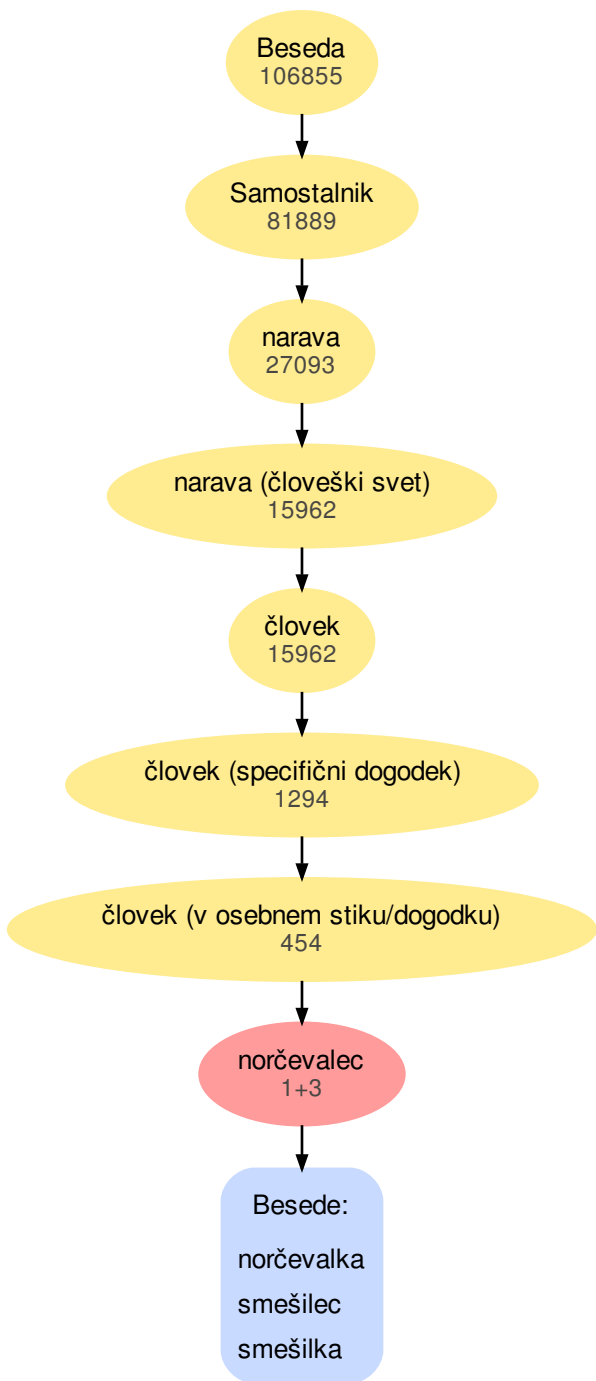 Beseda
106855
Samostalnik
81889
narava
27093
narava (človeški svet)
15962
človek
15962
človek (specifični dogodek)
1294
človek (v osebnem stiku/dogodku)
454
norčevalec
1+3
Besede:
norčevalka
smešilec
smešilka